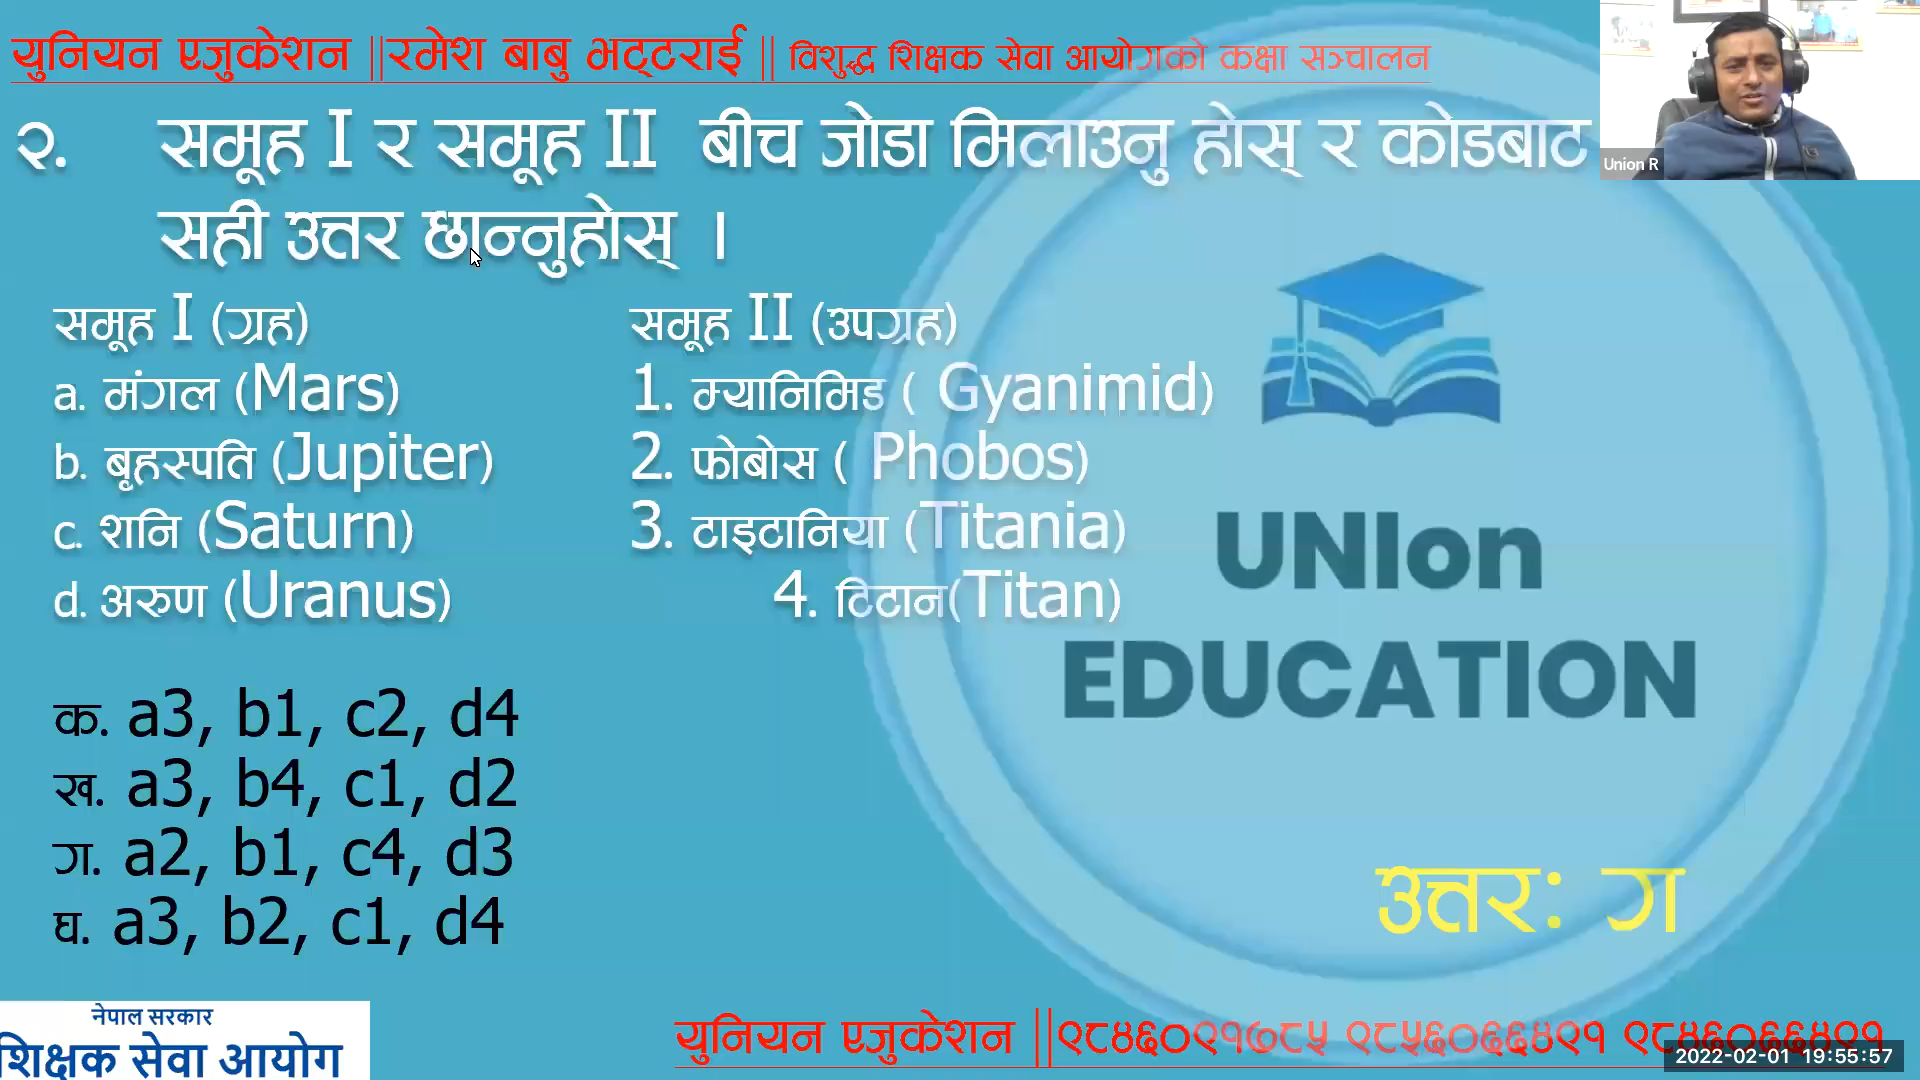 युनियन एजुकेशन ||रमेश बाबु भट्टराई || विशुद्ध शिक्षक सेवा आयोगको कक्षा सञ्चालन
Union R
२. समूह I र समूह II बीच जोडा मिलाउनु होस् र कोडबाट
सही उत्तर छान्नुहोस् ।
समूह I (ग्रह) समूह II (उपग्रह)
a. मंगल (Mars) 1. म्यानिमिड ( Gyanimid)
b. बृहस्पति (Jupiter) 2. फोबोस ( Phobos)
c. शनि (Saturn) 3. टाइटानिया (Titania)
d. अरुण (Uranus) 4. टिटान(Titan)
UNIon
EDUCATION
क. a3, b1, c2, d4
ख. a3, b4, c1, d2
ग. a2, b1, c4, d3
घ. a3, b2, c1, d4
उत्तरः ग
नेपाल सरकार
शिक्षक सेवा आयोग
युनियन एजुकेशन ||९८४६०९१७८५ ९८५६०६६४९१ ९८४६०६६४९१
2022-02-01 19:55:57